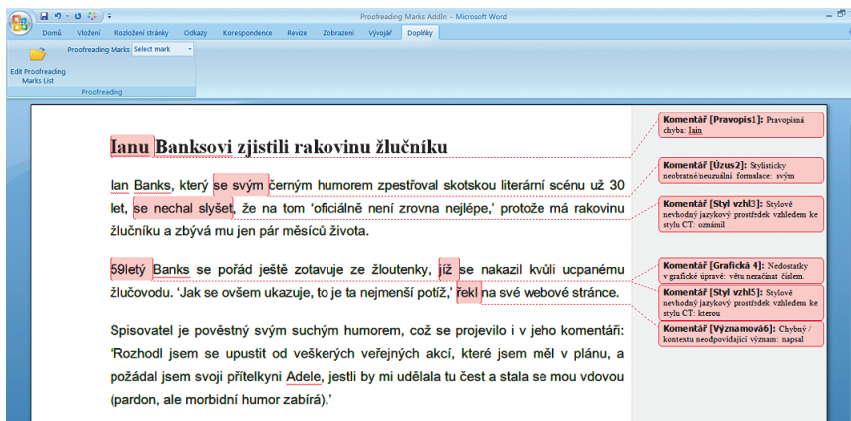 Proofreading Marks AddIn - Microsoft Word
Domů Vložení Rozložení stránky Odkazy Korespondence Revize Zobrazení Vývojář Doplňky
Proofreading Marks Select mark
Edit Proofreading
Marks List
Proofreading
Ianu Banksovi zjistili rakovinu žlučníku
Ian Banks, který se svým černým humorem zpestřoval skotskou literární scénu už 30
let, se nechal slyšet, že na tom ‘oficiálně není zrovna nejlépe,’ protože má rakovinu
žlučníku a zbývá mu jen pár měsíců života.
59letý Banks se pořád ještě zotavuje ze žloutenky, jíž se nakazil kvůli ucpanému
žlučovodu. ‘Jak se ovšem ukazuje, to je ta nejmenší potíž,’ řekl na své webové stránce.
Spisovatel je pověstný svým suchým humorem, což se projevilo i v jeho komentáři:
‘Rozhodl jsem se upustit od veškerých veřejných akcí, které jsem měl v plánu, a
požádal jsem svoji přítelkyni Adele, jestli by mi udělala tu čest a stala se mou vdovou
(pardon, ale morbidní humor zabírá).’
Komentář [Pravopis1]: Pravopisná
chyba: Iain
Komentář [Úzus2]: Stylisticky
neobratné/neuzuální formulace: svým
Komentář [Styl vzhl3]: Stylově
nevhodný jazykový prostředek vzhledem ke
stylu CT: oznámil
Komentář [Grafická 4]: Nedostatky
v grafické úpravě: větu nezačínat číslem.
Komentář [Styl vzhl5]: Stylově
nevhodný jazykový prostředek vzhledem ke
stylu CT: kterou
Komentář [Významová6]: Chybný /
kontextu neodpovídající význam: napsal